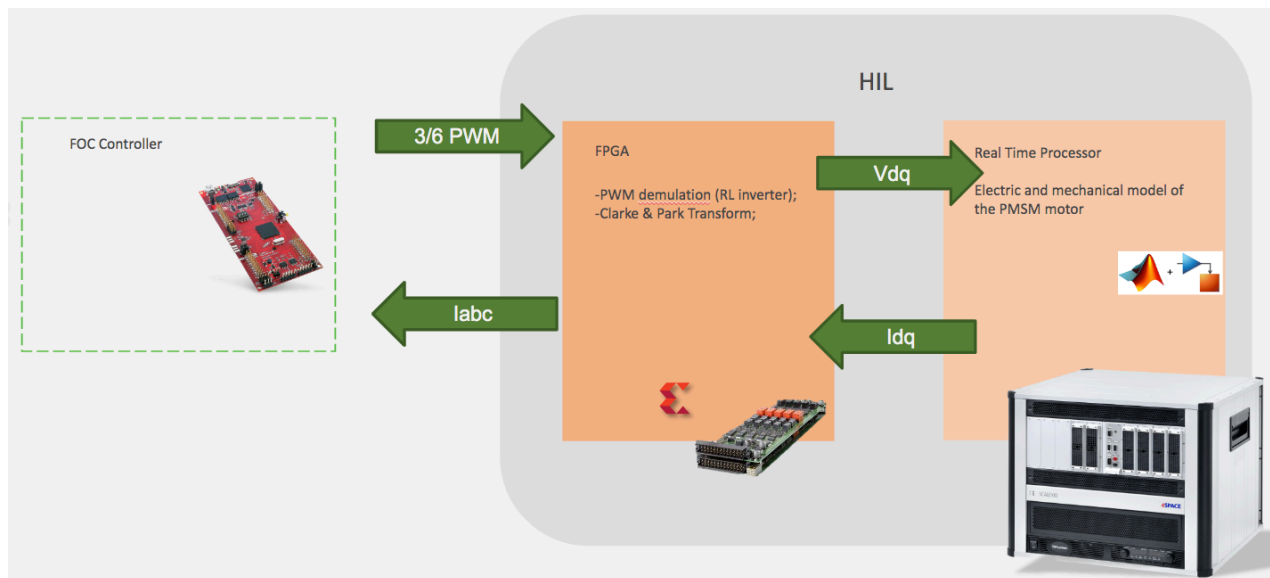 HIL
FOC Controller
3/6 PWM
FPGA
-PWM demulation (RL inverter);
-Clarke & Park Transform;
Vdq
Real Time Processor
Electric and mechanical model of
the PMSM motor
+
Iabc
Idq
dSPACE